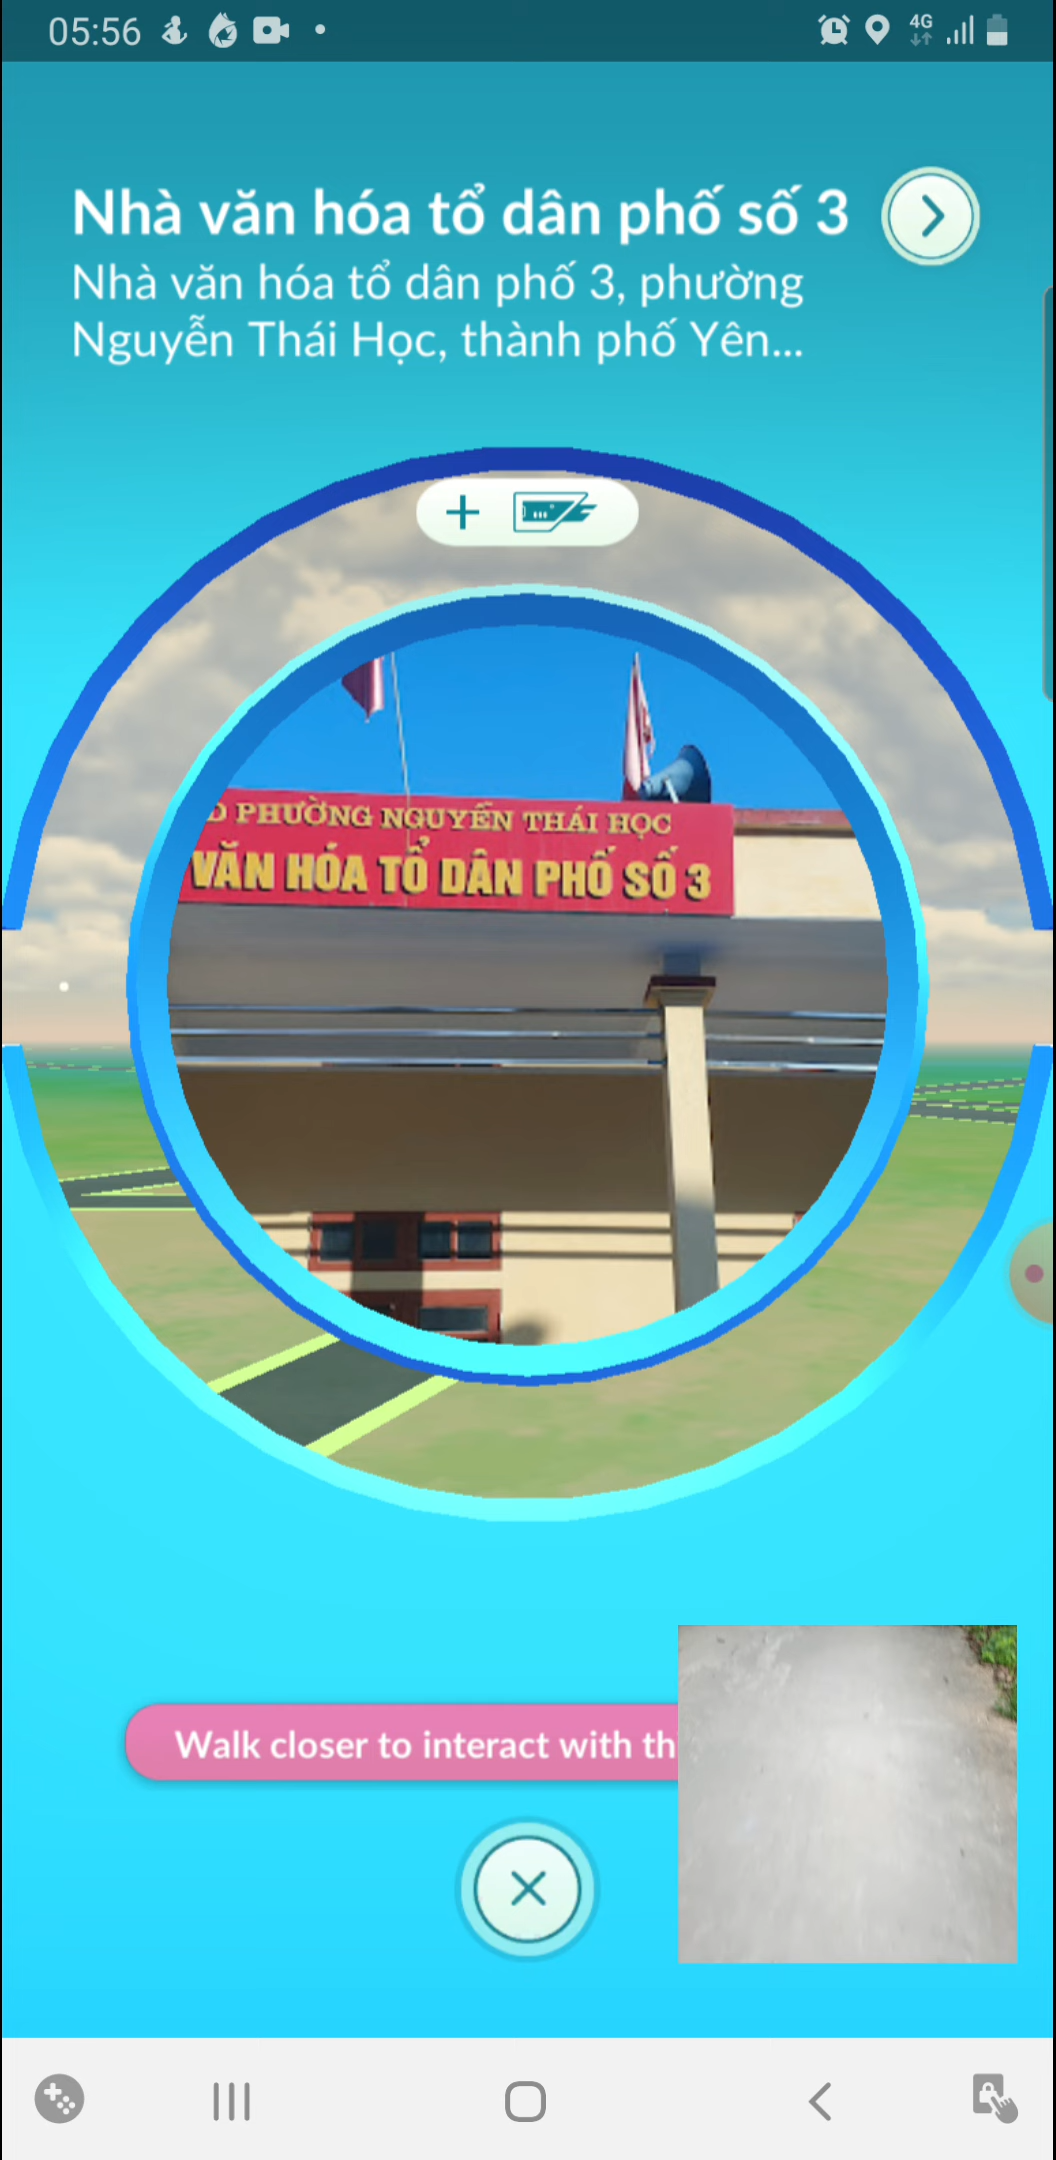 05:56
4G
Nhà văn hóa tổ dân phố số 3
Nhà văn hóa tổ dân phố 3, phường
Nguyễn Thái Học, thành phố Yên...
PHƯỜNG NGUYỄN THÁI HỌC
VĂN HÓA TỔ DÂN PHỐ SỐ 3
Walk closer to interact with th